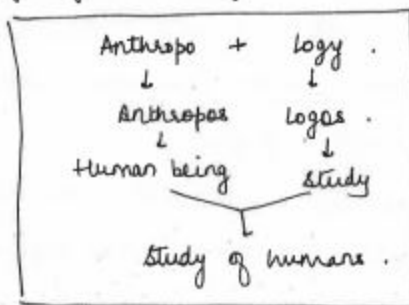 Anthropo + Logy .
Anthropos Logos .
Human being Study
Study of humans .